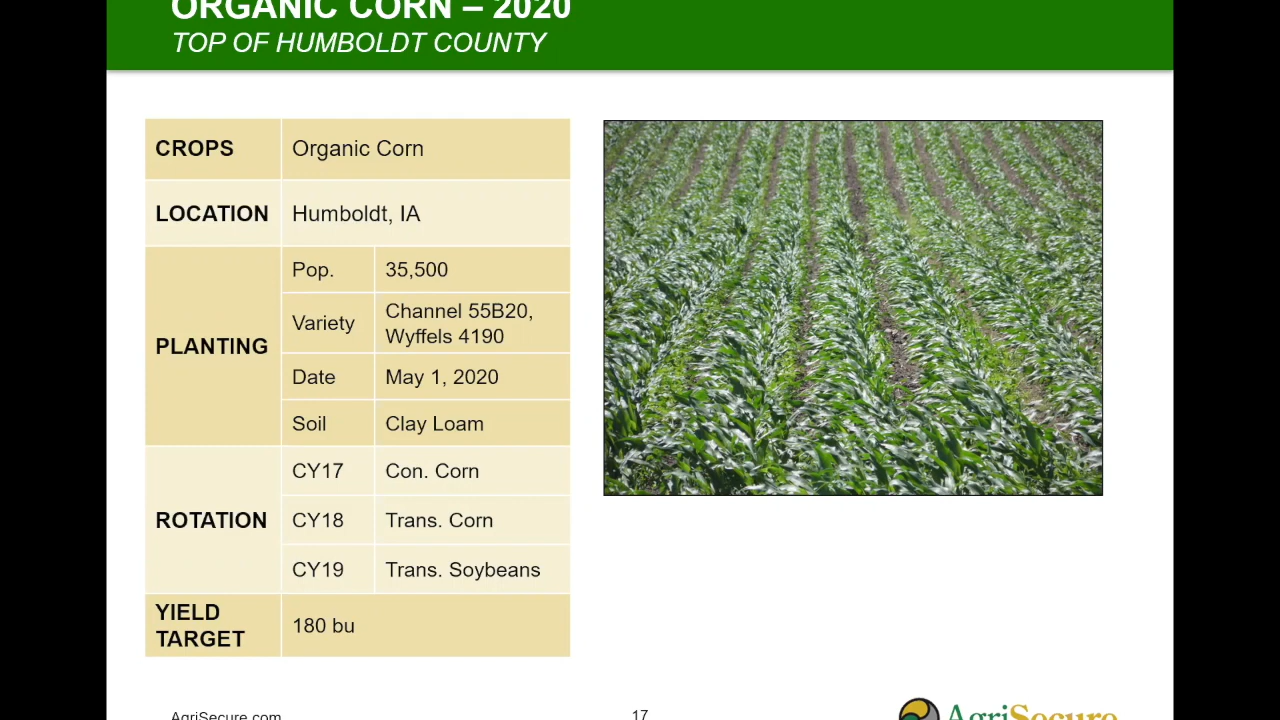 ORGANIC CORN – 2020
TOP OF HUMBOLDT COUNTY
CROPS Organic Corn
LOCATION Humboldt, IA
PLANTING
Pop. 35,500
Variety Channel 55B20,
Wyffels 4190
Date May 1, 2020
Soil Clay Loam
ROTATION
CY17 Con. Corn
CY18 Trans. Corn
CY19 Trans. Soybeans
YIELD
TARGET
180 bu
AgriSecure.com
17
AgriSecure